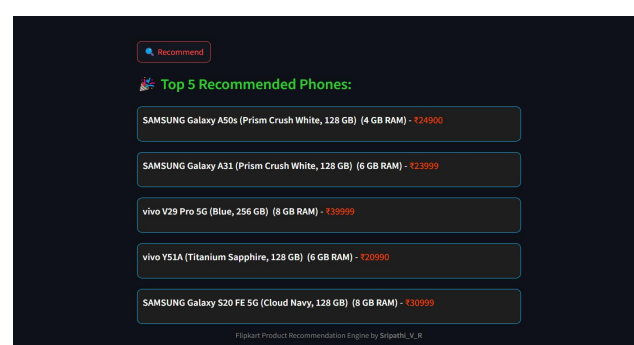 Recommend
Top 5 Recommended Phones:
SAMSUNG Galaxy A50s (Prism Crush White, 128 GB) (4 GB RAM) - ₹24900
SAMSUNG Galaxy A31 (Prism Crush White, 128 GB) (6 GB RAM) - ₹23999
vivo V29 Pro 5G (Blue, 256 GB) (8 GB RAM) - ₹39999
vivo Y51A (Titanium Sapphire, 128 GB) (6 GB RAM) - ₹20990
SAMSUNG Galaxy S20 FE 5G (Cloud Navy, 128 GB) (8 GB RAM) - ₹30999
Flipkart Product Recommendation Engine by Sripathi_V_R